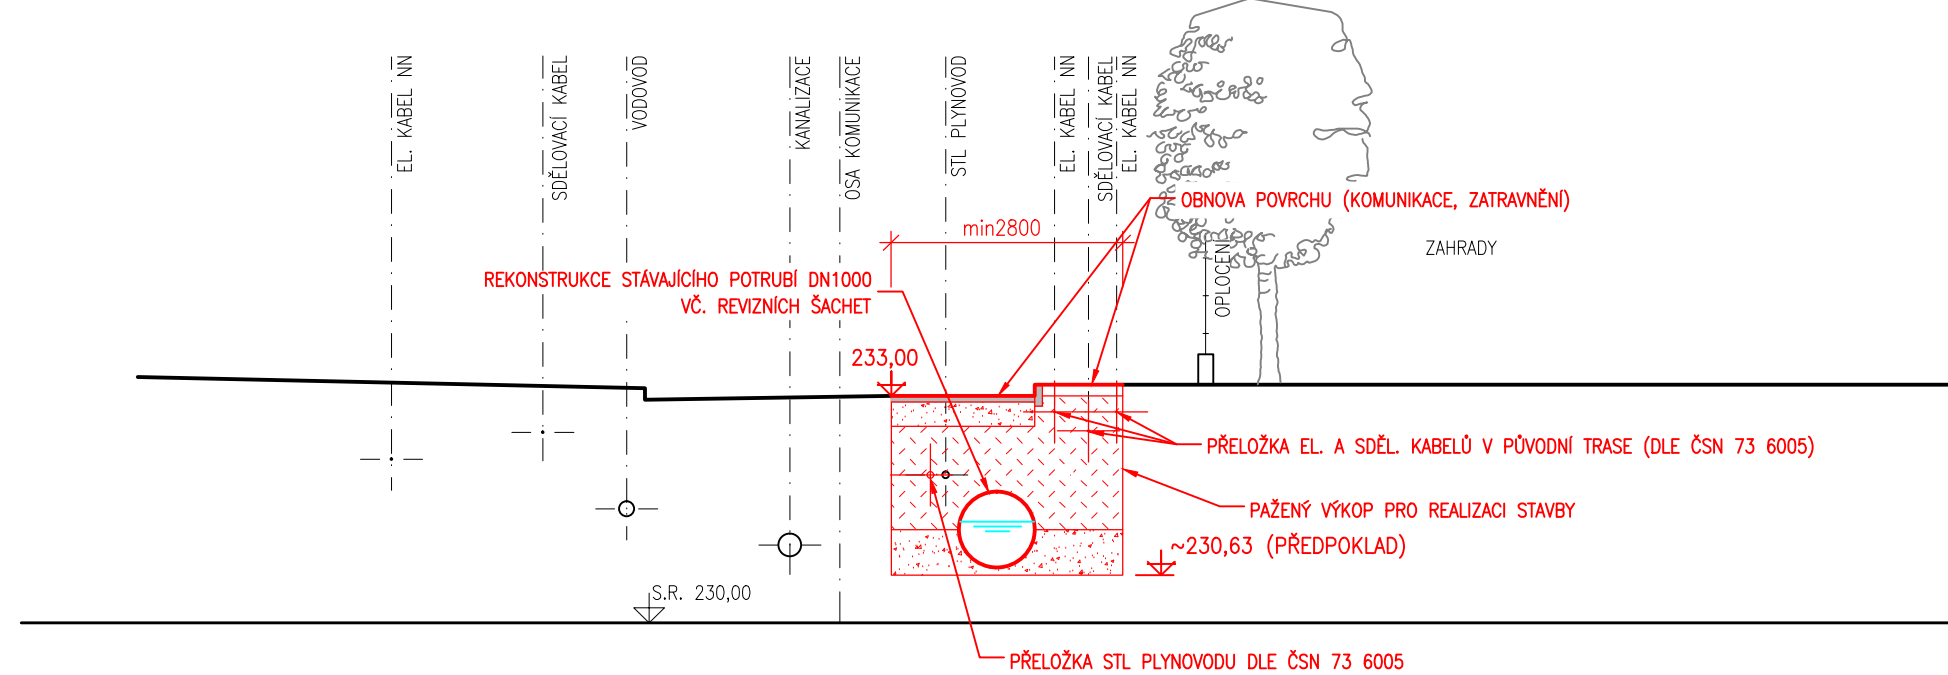 EL. KABEL NN
SDĚLOVACÍ KABEL
VODOVOD
KANALIZACE
OSA KOMUNIKACE
STL PLYNOVOD
EL. KABEL NN
SDĚLOVACÍ KABEL
EL. KABEL NN
OBNOVA POVRCHU (KOMUNIKACE, ZATRAVNĚNÍ)
min2800
ZAHRADY
OPLOCENÍ
REKONSTRUKCE STÁVAJÍCÍHO POTRUBÍ DN1000
VČ. REVIZNÍCH ŠACHET
233,00
PŘELOŽKA EL. A SDĚL. KABELŮ V PŮVODNÍ TRASE (DLE ČSN 73 6005)
PAŽENÝ VÝKOP PRO REALIZACI STAVBY
~230,63 (PŘEDPOKLAD)
S.R. 230,00
PŘELOŽKA STL PLYNOVODU DLE ČSN 73 6005